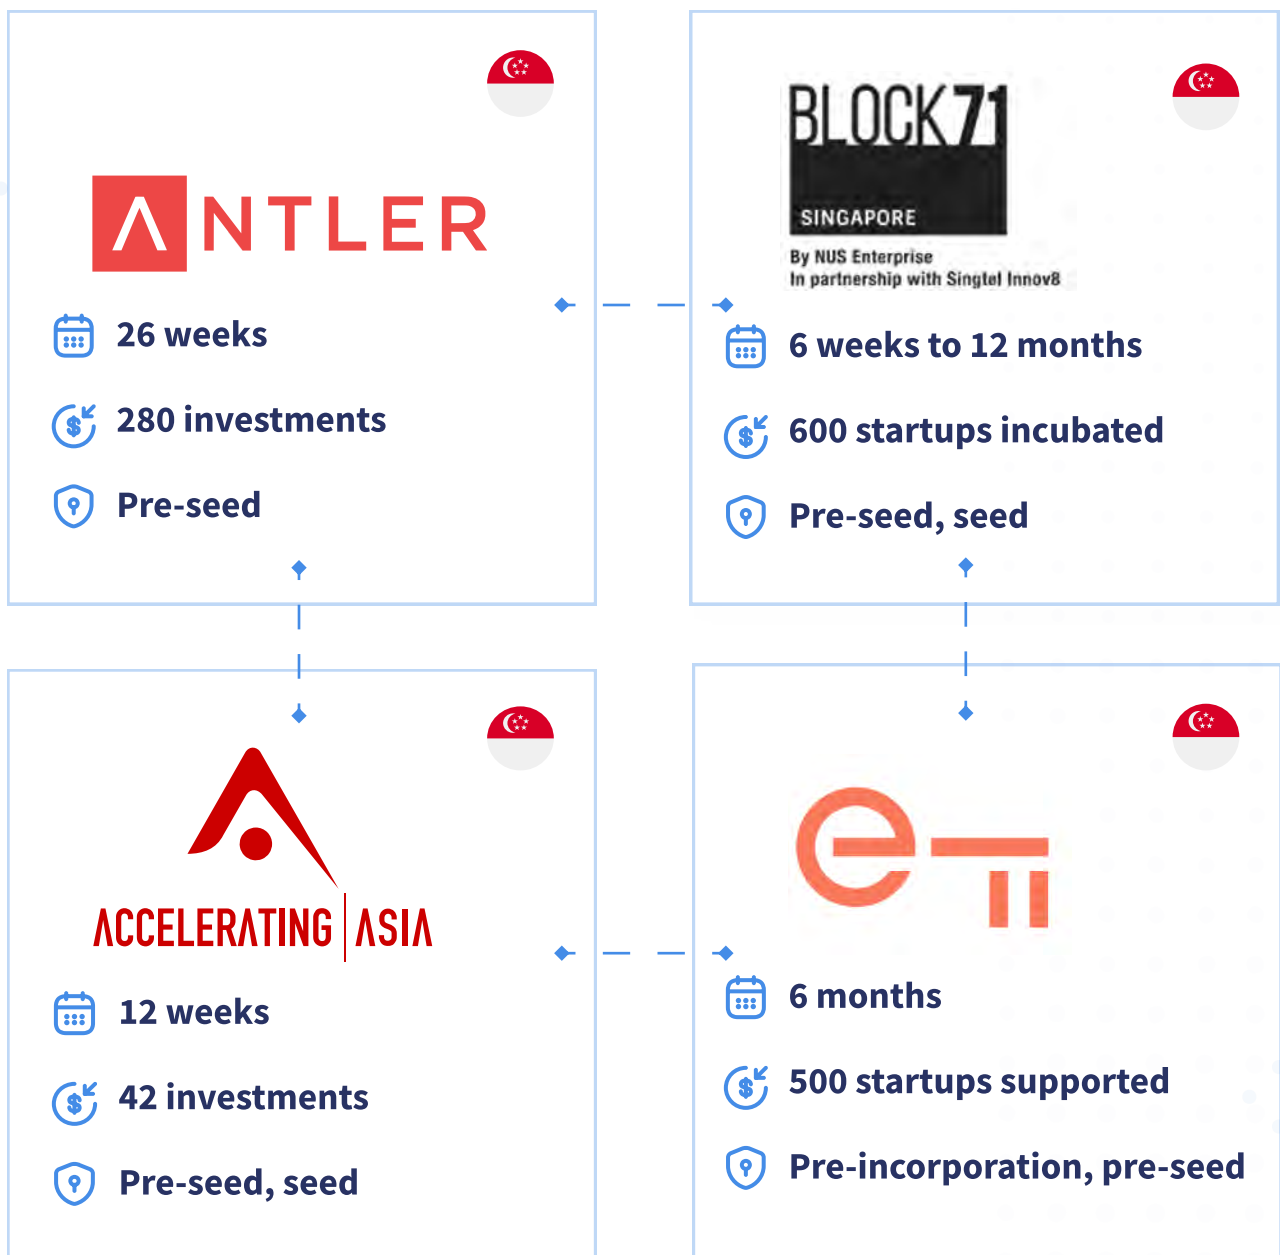 ANTLER
26 weeks
280 investments
Pre-seed
BLOCK71
SINGAPORE
By NUS Enterprise
In partnership with Singtel Innov8
6 weeks to 12 months
600 startups incubated
Pre-seed, seed
ACCELERATING ASIA
12 weeks
42 investments
Pre-seed, seed
e
6 months
500 startups supported
Pre-incorporation, pre-seed